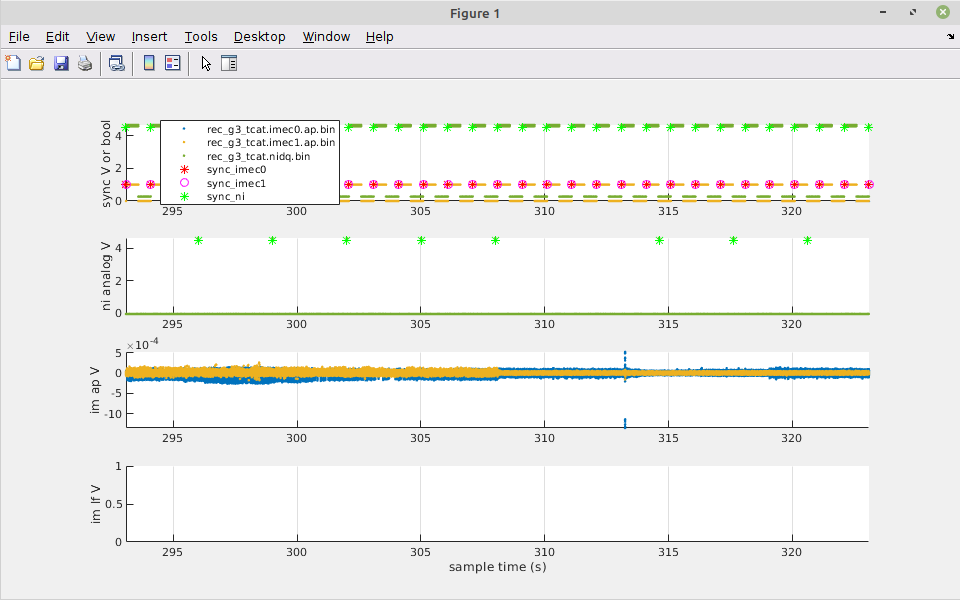 Figure 1
File Edit View Insert Tools Desktop Window Help
sync V or bool
4
2
0
rec_g3_tcat.imec0.ap.bin
rec_g3_tcat.imec1.ap.bin
rec_g3_tcat.nidq.bin
sync_imec0
sync_imec1
sync_ni
295 300 305 310 315 320
ni analog V
4
2
0
295 300 305 310 315 320
×10⁻⁴
im ap V
5
0
-5
-10
295 300 305 310 315 320
im lf V
1
0.5
0
295 300 305 310 315 320
sample time (s)